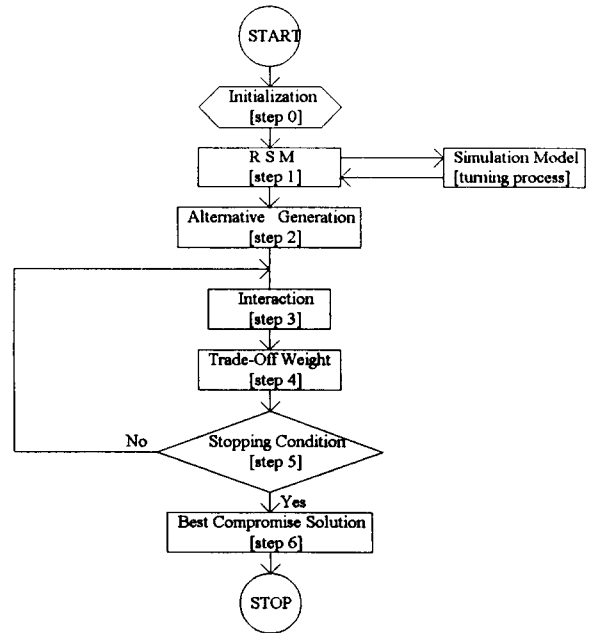 START
Initialization
[step 0]
R S M
[step 1]
Simulation Model
[turning process]
Alternative Generation
[step 2]
Interaction
[step 3]
Trade-Off Weight
[step 4]
No
Stopping Condition
[step 5]
Yes
Best Compromise Solution
[step 6]
STOP